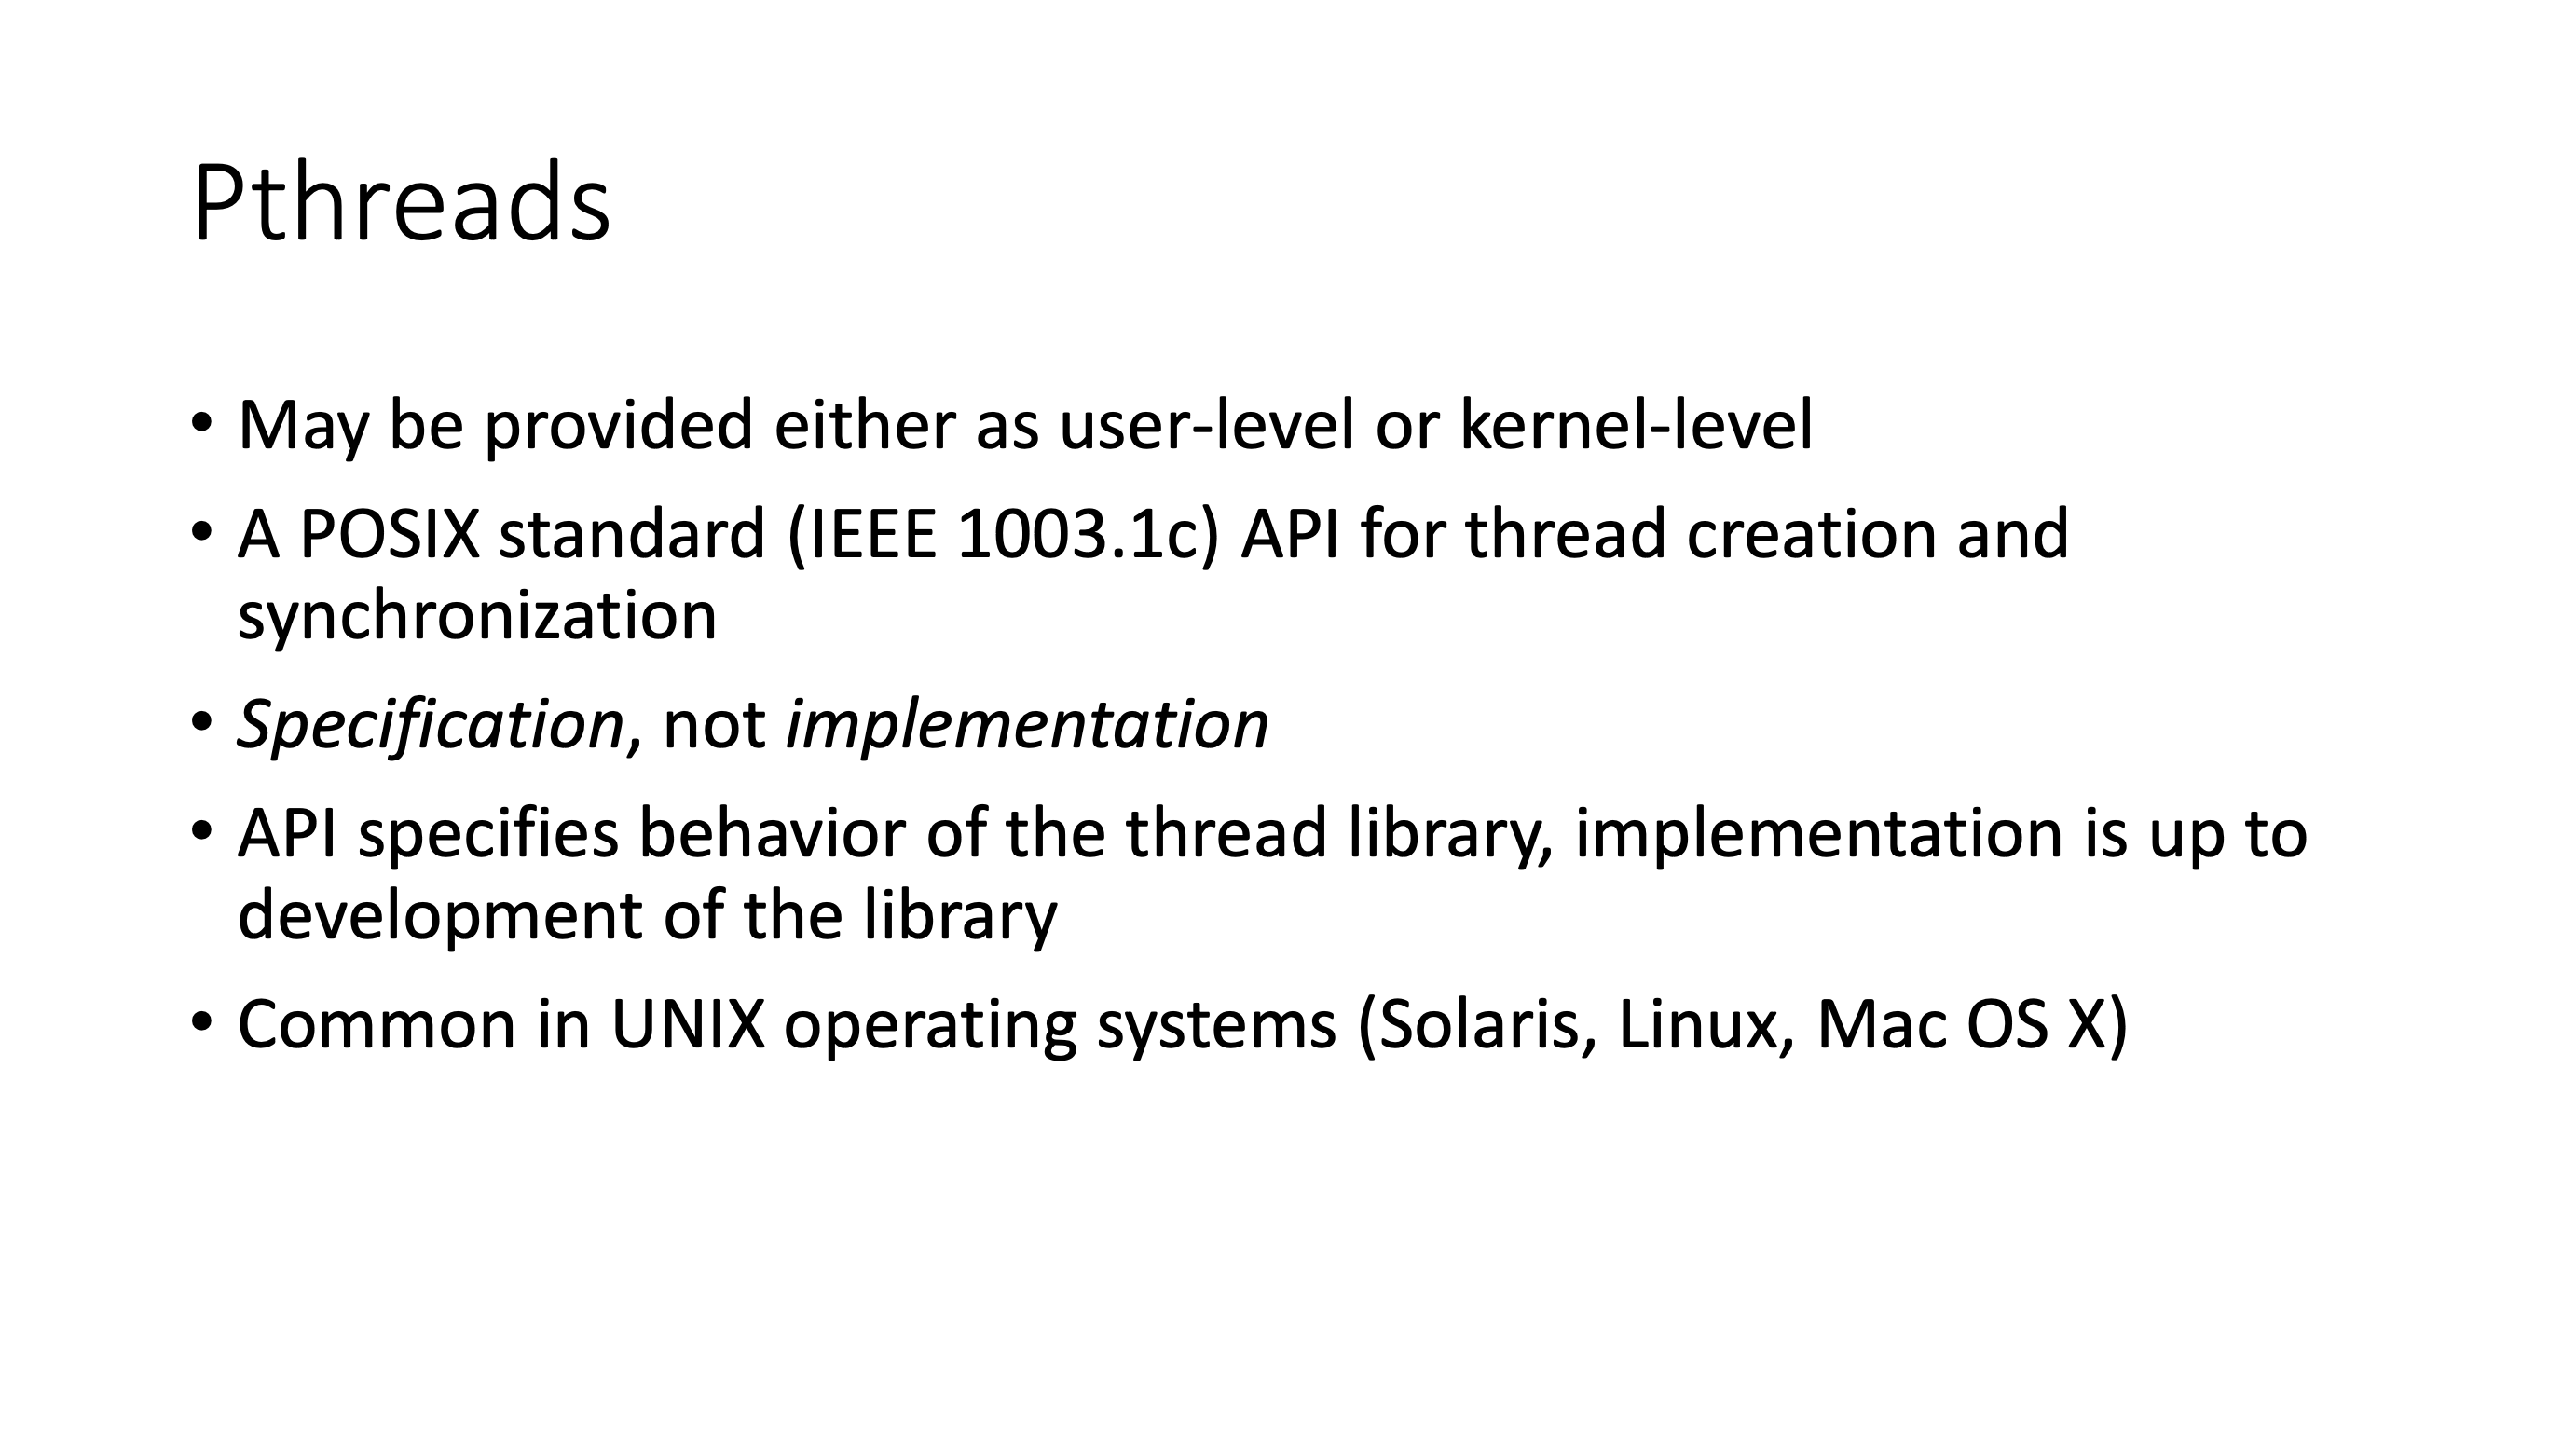 Pthreads
• May be provided either as user-level or kernel-level
• A POSIX standard (IEEE 1003.1c) API for thread creation and
synchronization
• Specification, not implementation
• API specifies behavior of the thread library, implementation is up to
development of the library
• Common in UNIX operating systems (Solaris, Linux, Mac OS X)